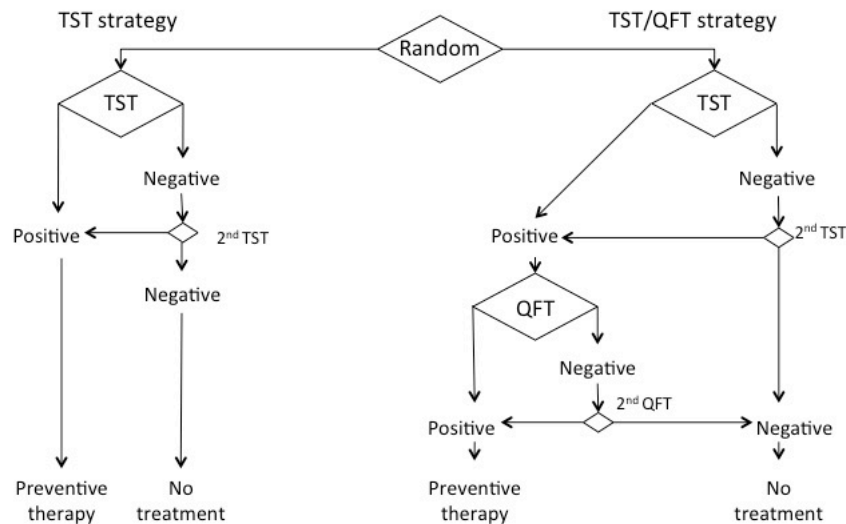 TST strategy
TST/QFT strategy
Random
TST
TST
Negative
Negative
Positive
2nd TST
Positive
2nd TST
Negative
QFT
Negative
2nd QFT
Positive
Negative
Preventive
therapy
No
treatment
Preventive
therapy
No
treatment